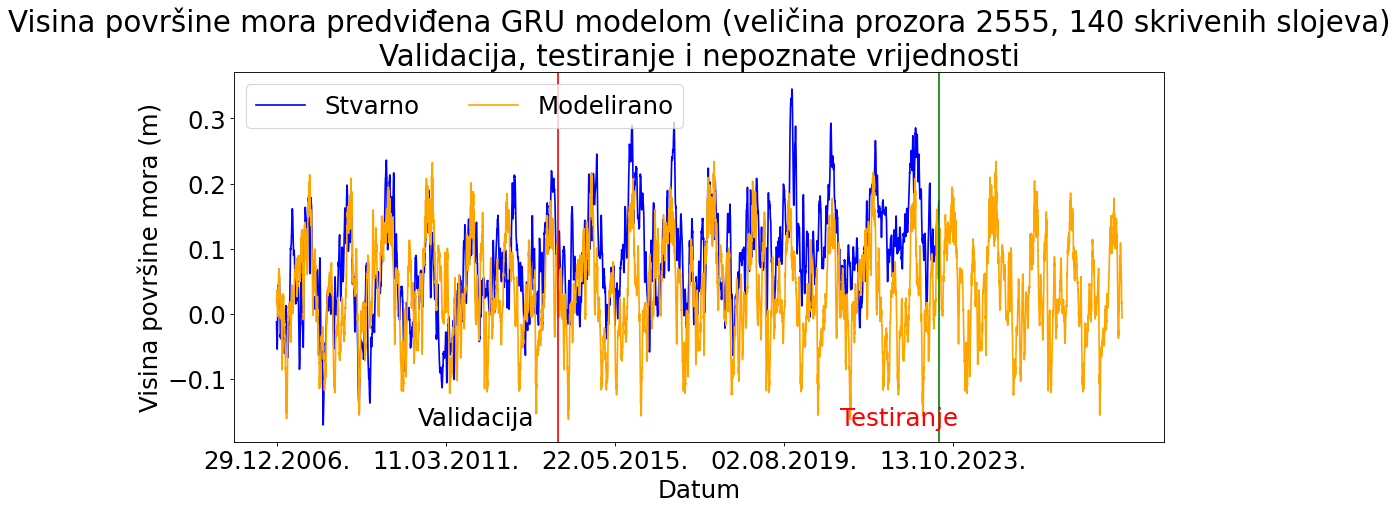 Visina površine mora predviđena GRU modelom (veličina prozora 2555, 140 skrivenih slojeva)
Validacija, testiranje i nepoznate vrijednosti
Stvarno
Modelirano
Visina površine mora (m)
0.3
0.2
0.1
0.0
−0.1
Validacija
Testiranje
29.12.2006.
11.03.2011.
22.05.2015.
02.08.2019.
13.10.2023.
Datum